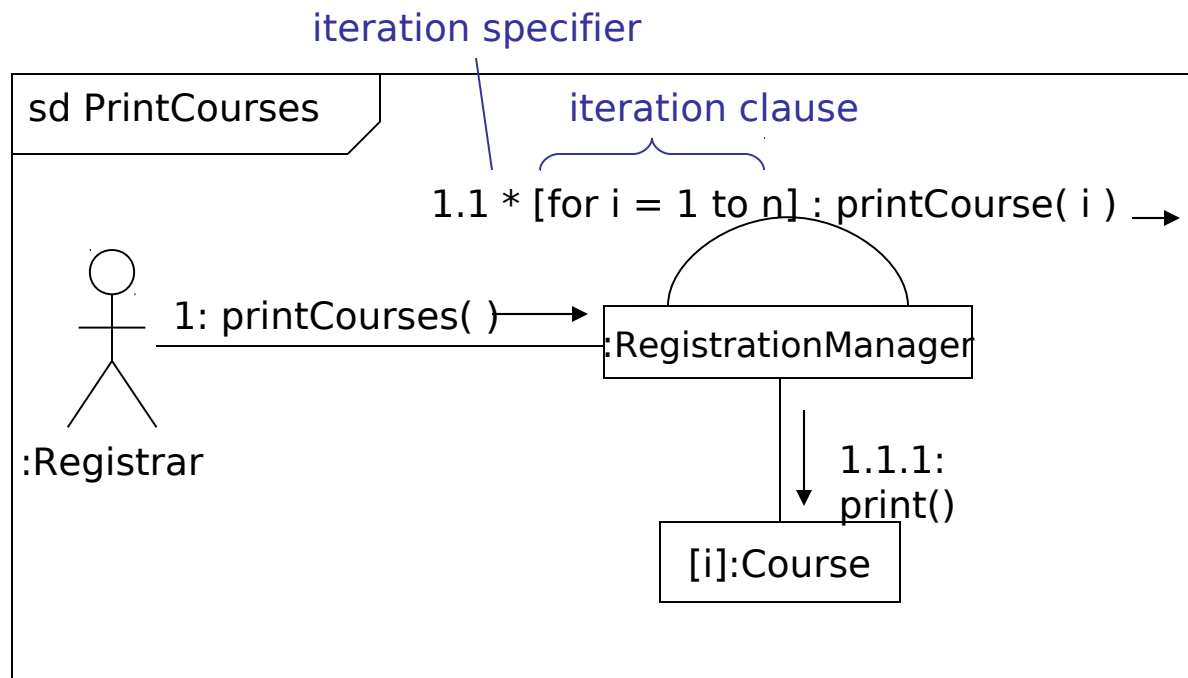 iteration specifier
sd PrintCourses
iteration clause
1.1 * [for i = 1 to n] : printCourse( i )
1: printCourses( )
:RegistrationManager
:Registrar
1.1.1:
print()
[i]:Course